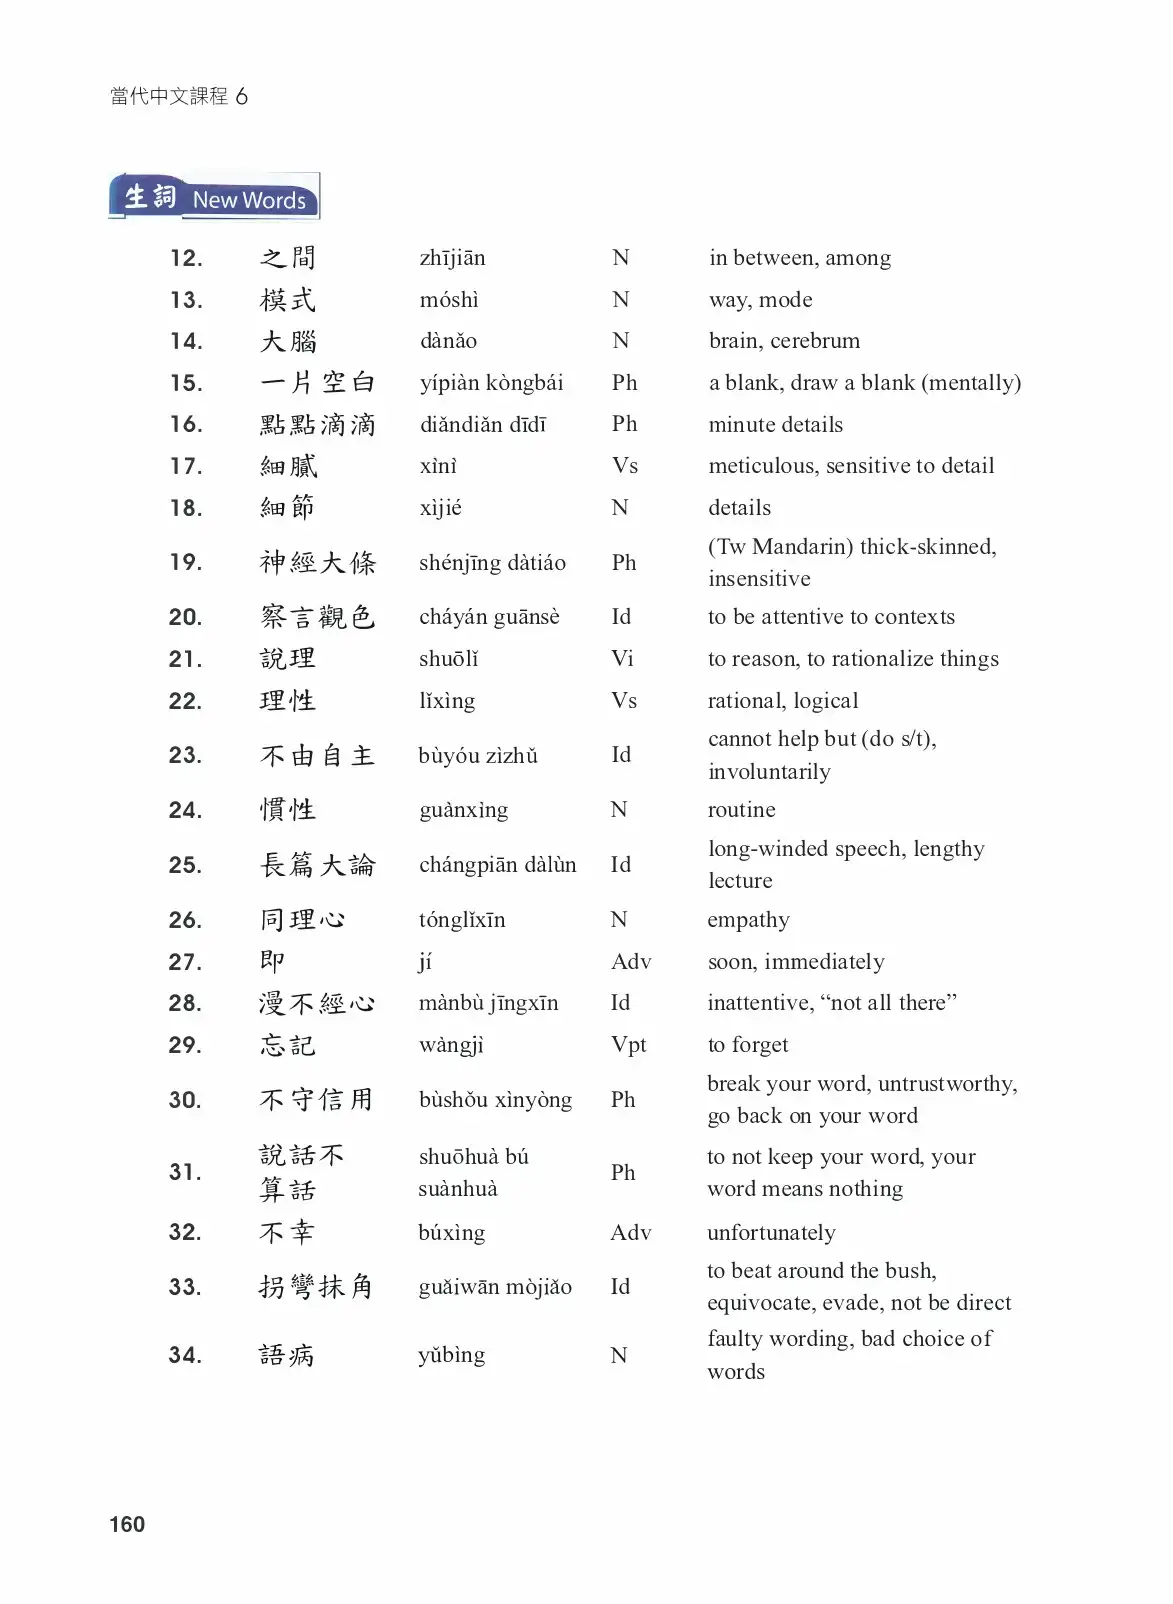 當代中文課程 6
生詞 New Words
12. 之間 zhījiān N in between, among
13. 模式 móshì N way, mode
14. 大腦 dànǎo N brain, cerebrum
15. 一片空白 yípiàn kòngbái Ph a blank, draw a blank (mentally)
16. 點點滴滴 diǎndiǎn dīdī Ph minute details
17. 細膩 xìnì Vs meticulous, sensitive to detail
18. 細節 xìjié N details
19. 神經大條 shénjīng dàtiáo Ph (Tw Mandarin) thick-skinned,
insensitive
20. 察言觀色 cháyán guānsè Id to be attentive to contexts
21. 說理 shuōlǐ Vi to reason, to rationalize things
22. 理性 lǐxìng Vs rational, logical
23. 不由自主 bùyóu zìzhǔ Id cannot help but (do s/t),
involuntarily
24. 慣性 guànxìng N routine
25. 長篇大論 chángpiān dàlùn Id long-winded speech, lengthy
lecture
26. 同理心 tónglǐxīn N empathy
27. 即 jí Adv soon, immediately
28. 漫不經心 mànbù jīngxīn Id inattentive, “not all there”
29. 忘記 wàngjì Vpt to forget
30. 不守信用 bùshǒu xìnyòng Ph break your word, untrustworthy,
go back on your word
31. 說話不 shuōhuà bú Ph to not keep your word, your
算話 suànhuà word means nothing
32. 不幸 búxìng Adv unfortunately
33. 拐彎抹角 guǎiwān mòjiǎo Id to beat around the bush,
equivocate, evade, not be direct
34. 語病 yǔbìng N faulty wording, bad choice of
words
160